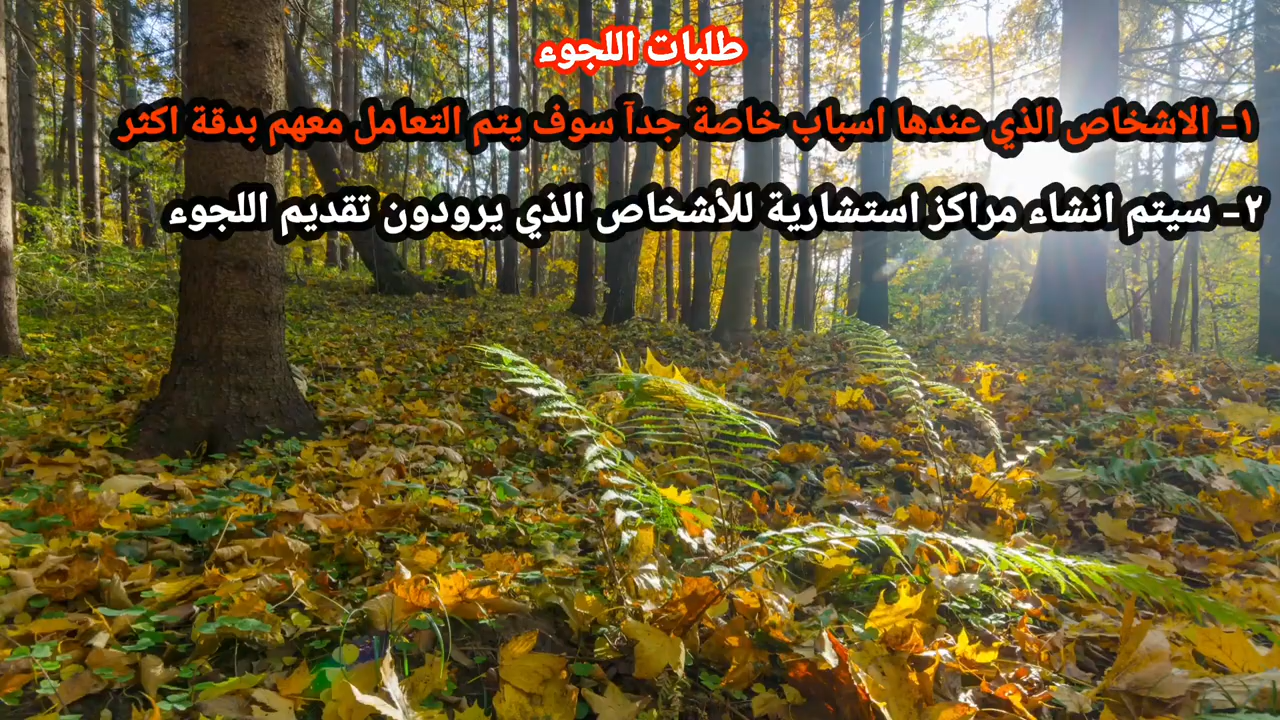 طلبات اللجوء
١- الاشخاص الذي عندها اسباب خاصة جدآ سوف يتم التعامل معهم بدقة اكثر
٢- سيتم انشاء مراكز استشارية للأشخاص الذي يرودون تقديم اللجوء